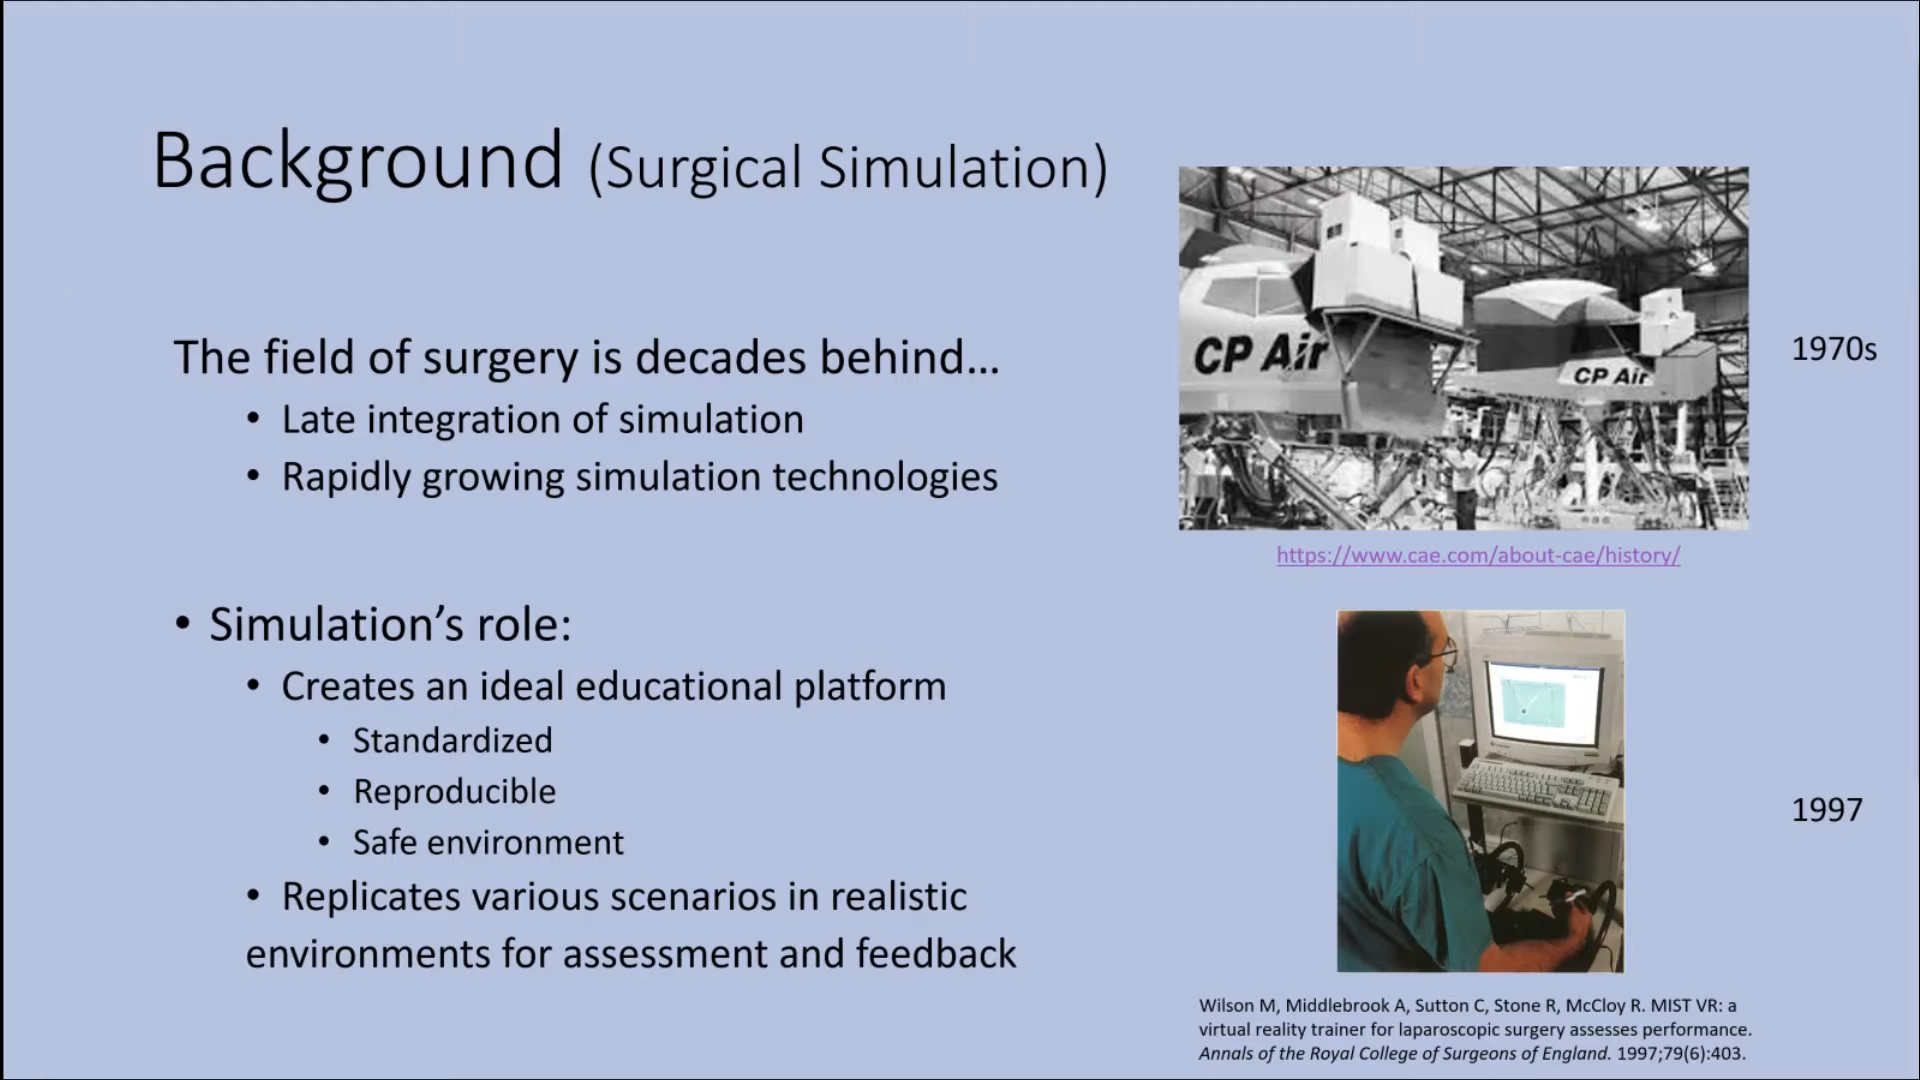 Background (Surgical Simulation)
The field of surgery is decades behind...
• Late integration of simulation
• Rapidly growing simulation technologies
• Simulation’s role:
• Creates an ideal educational platform
• Standardized
• Reproducible
• Safe environment
• Replicates various scenarios in realistic
environments for assessment and feedback
CP Air
CP Air
1970s
https://www.cae.com/about-cae/history/
1997
Wilson M, Middlebrook A, Sutton C, Stone R, McCloy R. MIST VR: a
virtual reality trainer for laparoscopic surgery assesses performance.
Annals of the Royal College of Surgeons of England. 1997;79(6):403.